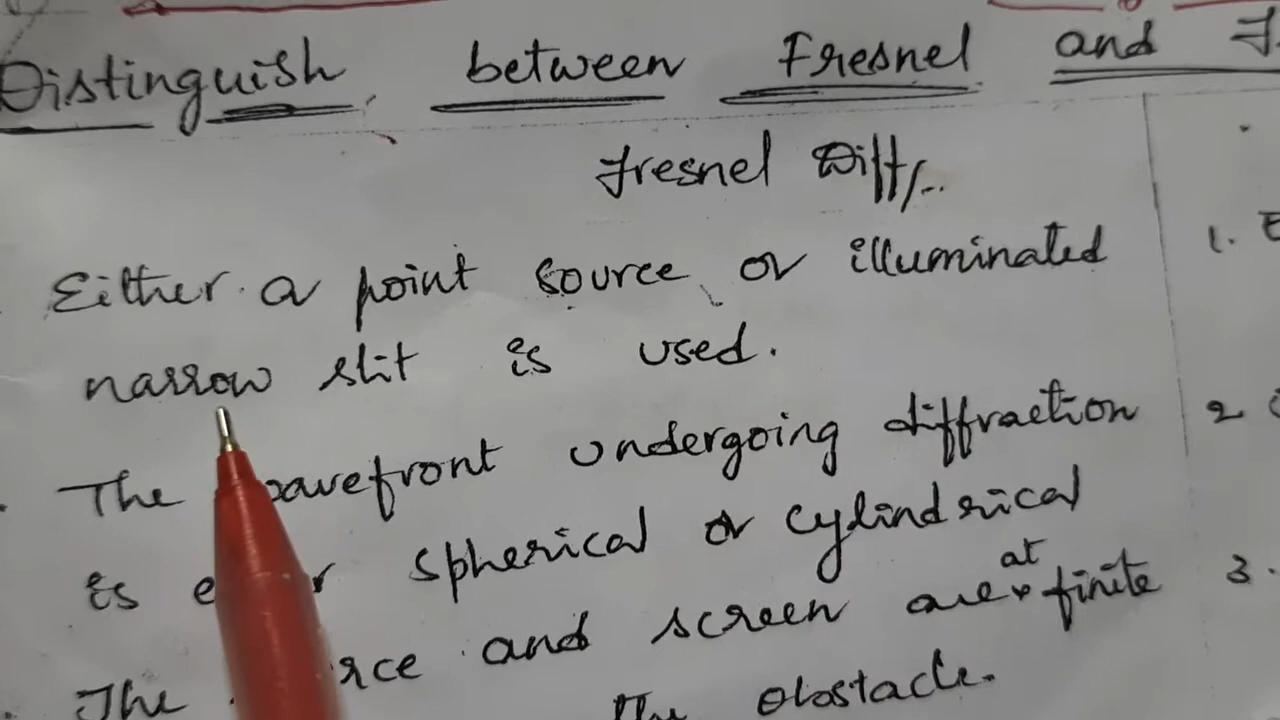 Distinguish between Fresnel and
Fresnel Diff/..
Either a point source or illuminated
narrow slit is used.
The wavefront undergoing diffraction
is spherical or cylindrical
The and screen are at finite
the obstacle.
1.
2
3.